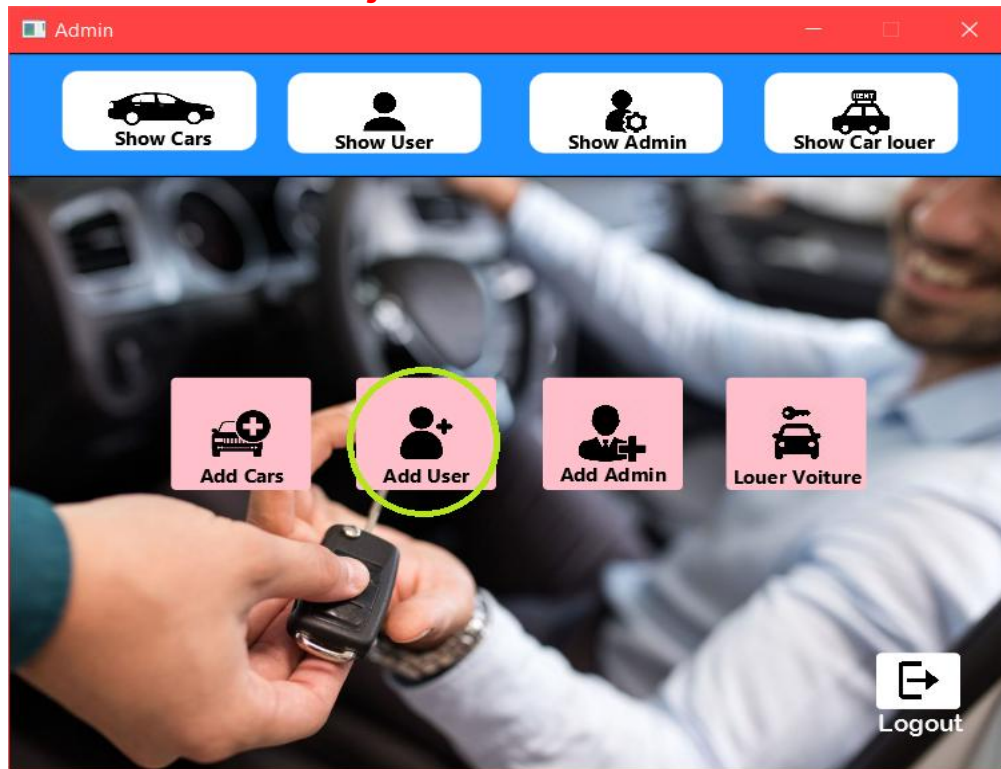 Admin
Show Cars
Show User
Show Admin
RENT
Show Car louer
Add Cars
Add User
Add Admin
Louer Voiture
Logout